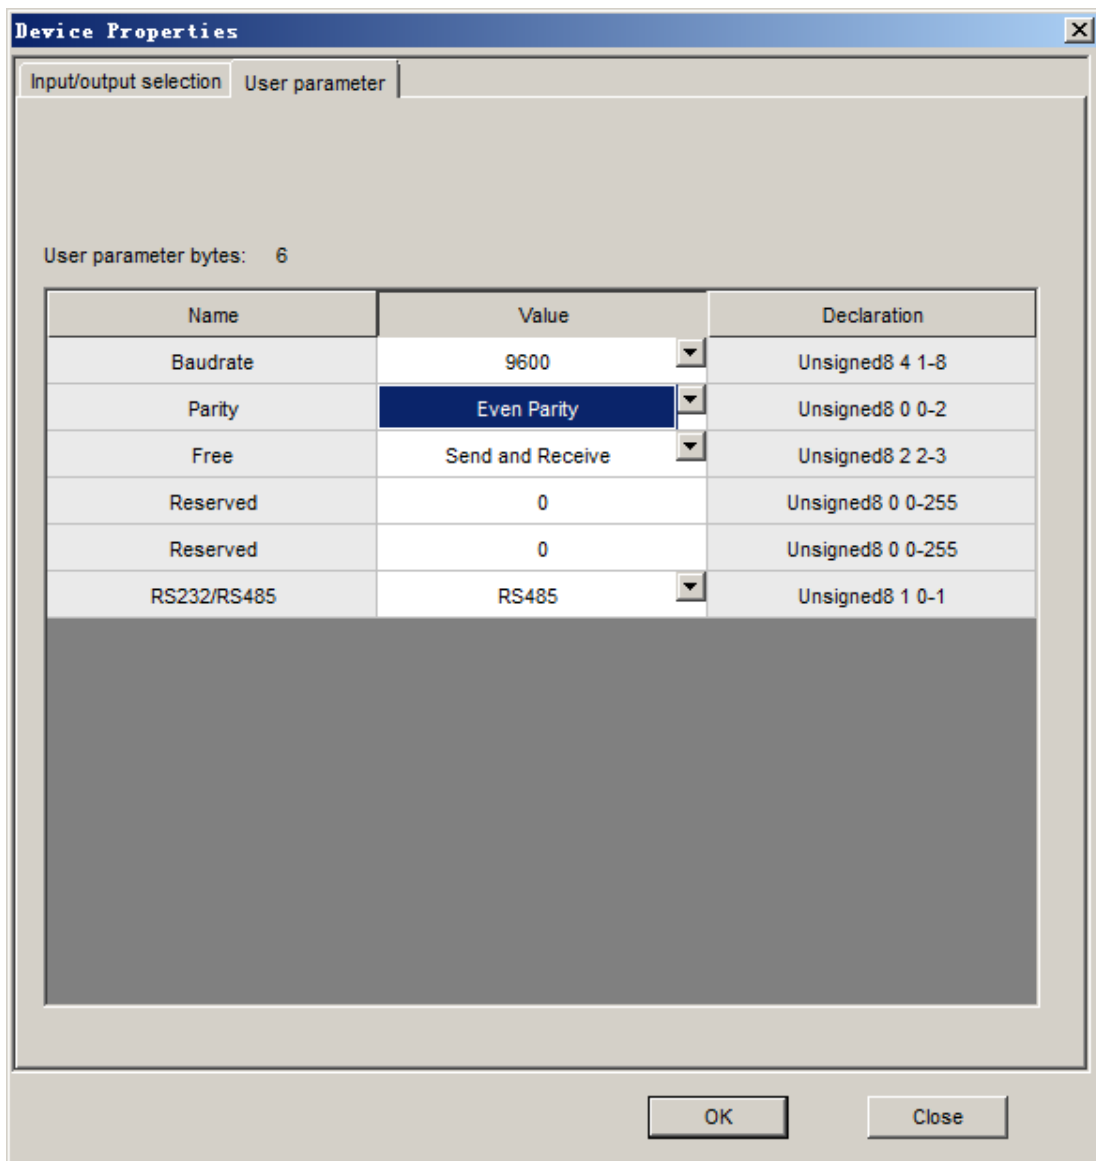 Device Properties
Input/output selection User parameter
User parameter bytes: 6
Name Value Declaration
Baudrate 9600 Unsigned8 4 1-8
Parity Even Parity Unsigned8 0 0-2
Free Send and Receive Unsigned8 2 2-3
Reserved 0 Unsigned8 0 0-255
Reserved 0 Unsigned8 0 0-255
RS232/RS485 RS485 Unsigned8 1 0-1
OK Close